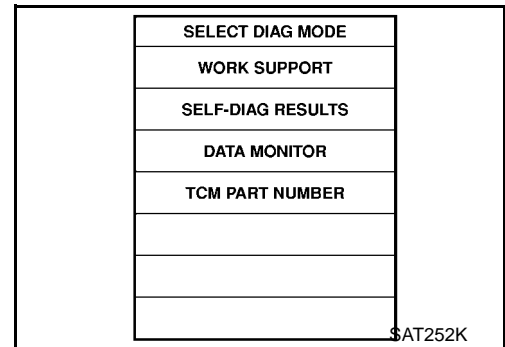 SELECT DIAG MODE
WORK SUPPORT
SELF-DIAG RESULTS
DATA MONITOR
TCM PART NUMBER
SAT252K